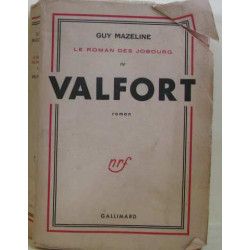 GUY MAZELINE
LE ROMAN DES JOBOURG
IV
VALFORT
roman
nrf
GALLIMARD